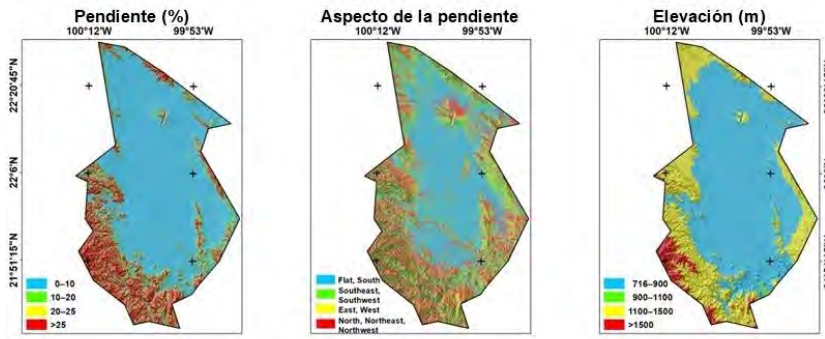 Pendiente (%)
100°12'W 99°53'W
22°20'45"N
22°6'N
21°51'15"N
0–10
10–20
20–25
>25
Aspecto de la pendiente
100°12'W 99°53'W
Flat, South
Southeast,
Southwest
East, West
North, Northeast,
Northwest
Elevación (m)
100°12'W 99°53'W
716–900
900–1100
1100–1500
>1500